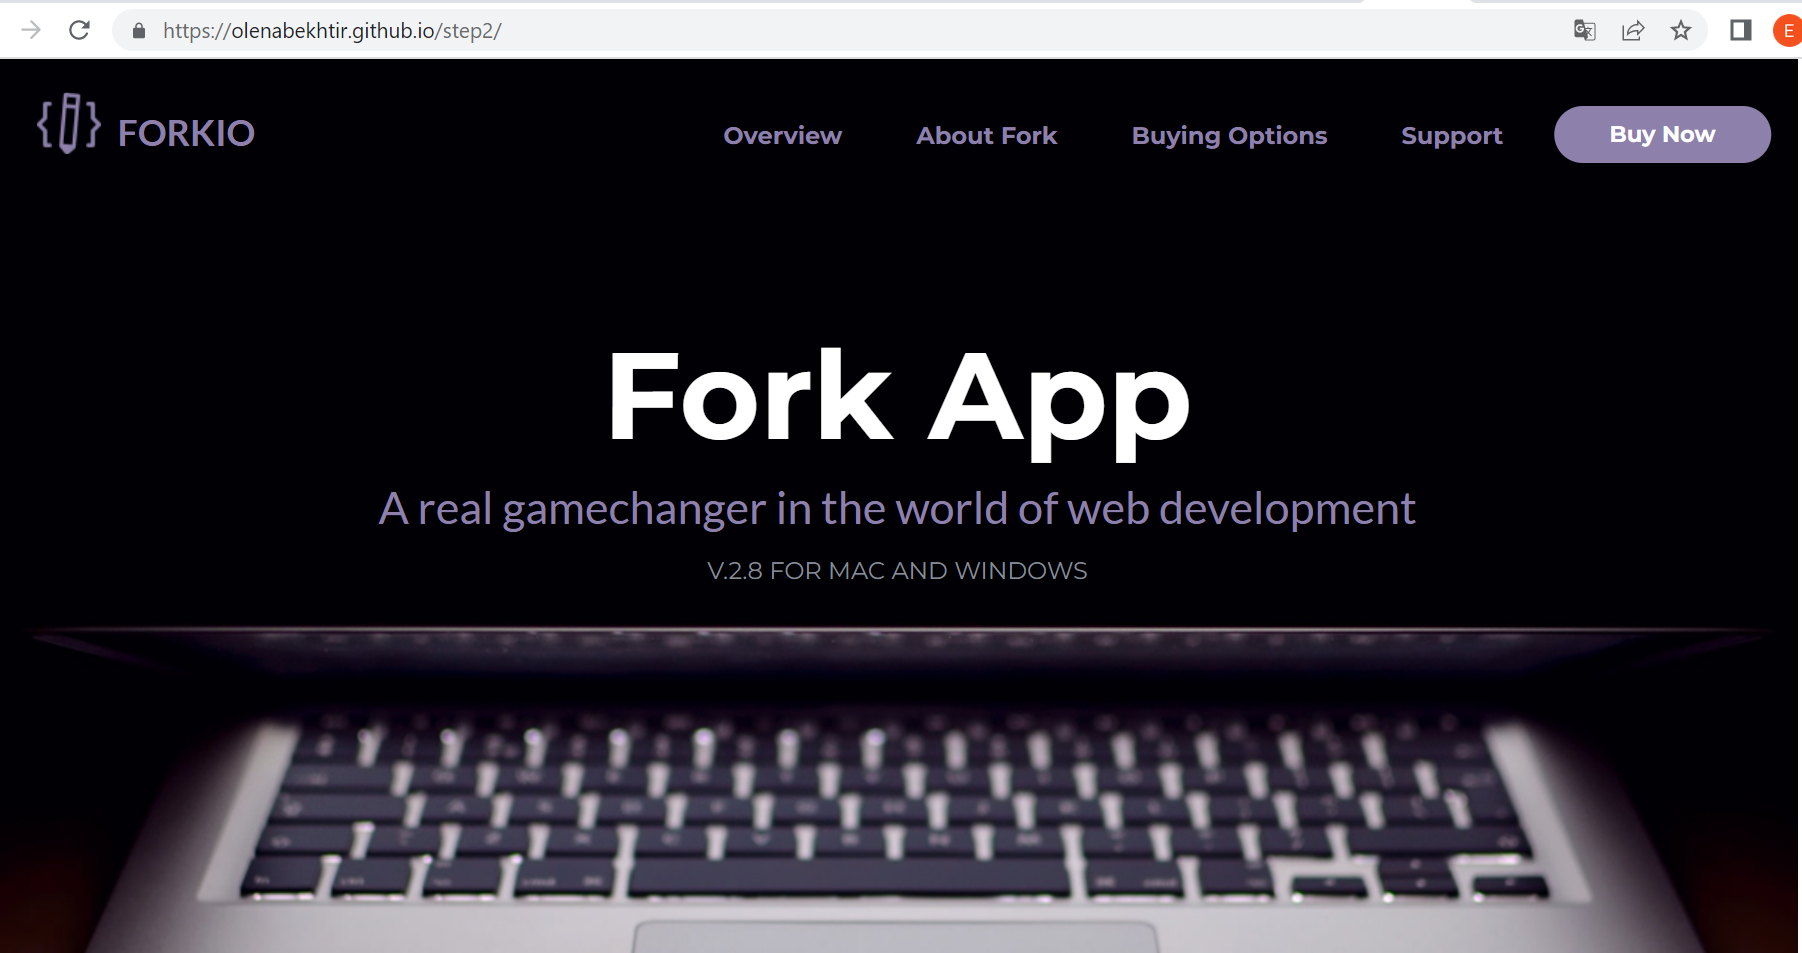 https://olenabekhtir.github.io/step2/
E
FORKIO
Overview About Fork Buying Options Support Buy Now
Fork App
A real gamechanger in the world of web development
V.2.8 FOR MAC AND WINDOWS